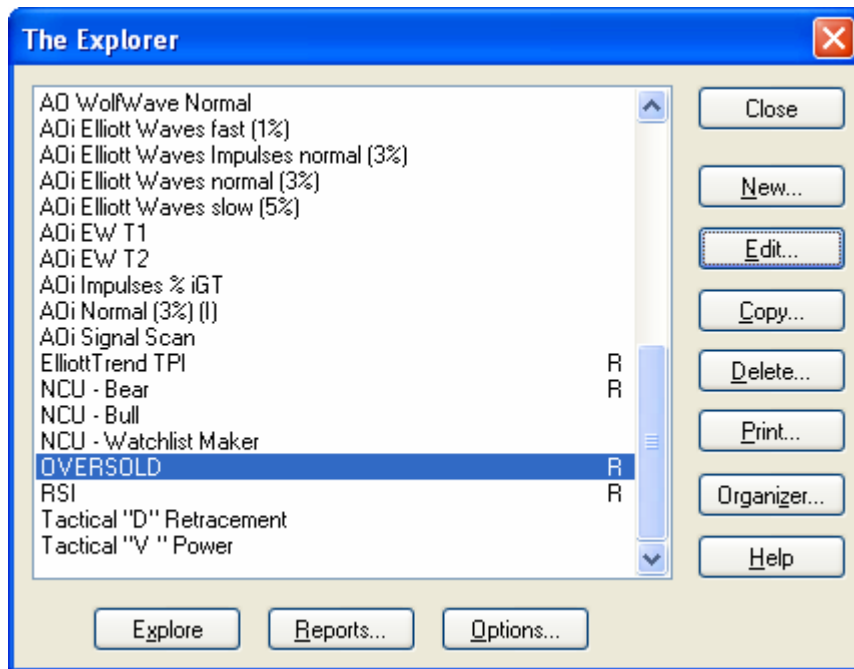 The Explorer
AO WolfWave Normal
AOi Elliott Waves fast (1%)
AOi Elliott Waves Impulses normal (3%)
AOi Elliott Waves normal (3%)
AOi Elliott Waves slow (5%)
AOi EW T1
AOi EW T2
AOi Impulses % iGT
AOi Normal (3%) (I)
AOi Signal Scan
ElliottTrend TPI R
NCU - Bear R
NCU - Bull
NCU - Watchlist Maker
OVERSOLD R
RSI R
Tactical "D" Retracement
Tactical "V " Power
Close
New...
Edit...
Copy...
Delete...
Print...
Organizer...
Help
Explore
Reports...
Options...